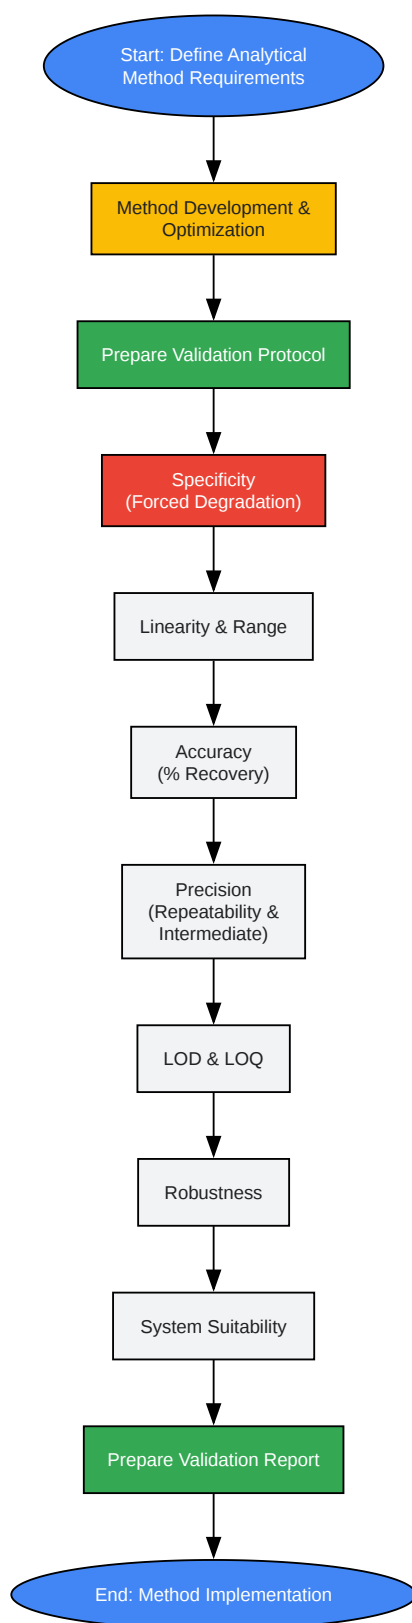 Start: Define Analytical
Method Requirements
Method Development &
Optimization
Prepare Validation Protocol
Specificity
(Forced Degradation)
Linearity & Range
Accuracy
(% Recovery)
Precision
(Repeatability &
Intermediate)
LOD & LOQ
Robustness
System Suitability
Prepare Validation Report
End: Method Implementation